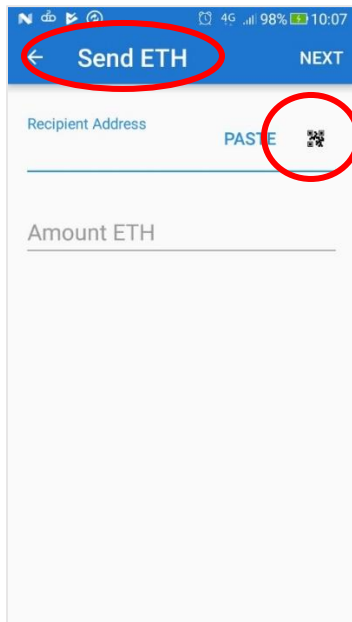 4G 98% 10:07
Send ETH NEXT
Recipient Address
PASTE
Amount ETH